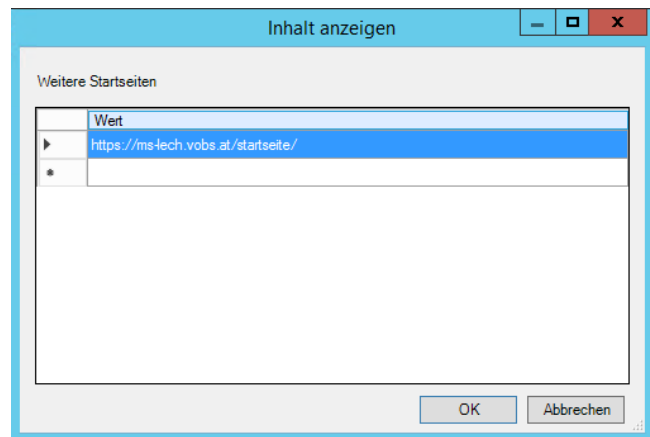 Inhalt anzeigen
Weitere Startseiten
Wert
https://ms-lech.vobs.at/startseite/
OK Abbrechen